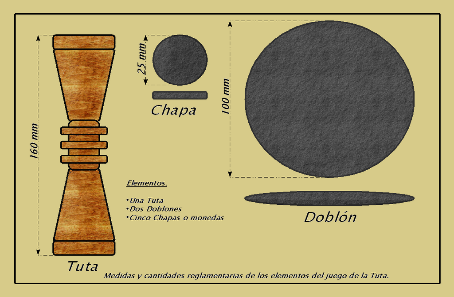 25 mm
Chapa
100 mm
160 mm
Elementos.
•Una Tuta
•Dos Doblones
•Cinco Chapas o monedas
Doblón
Tuta
Medidas y cantidades reglamentarias de los elementos del juego de la Tuta.